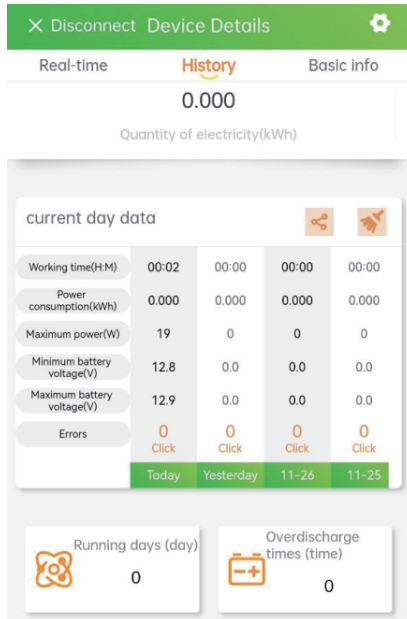 X Disconnect Device Details
Real-time History Basic info
0.000
Quantity of electricity(kWh)
current day data
Working time(H:M) 00:02 00:00 00:00 00:00
Power
consumption(kWh) 0.000 0.000 0.000 0.000
Maximum power(W) 19 0 0 0
Minimum battery
voltage(V) 12.8 0.0 0.0 0.0
Maximum battery
voltage(V) 12.9 0.0 0.0 0.0
Errors 0 0 0 0
Click Click Click Click
Today Yesterday 11-26 11-25
Running days (day)
0
Overdischarge
times (time)
0